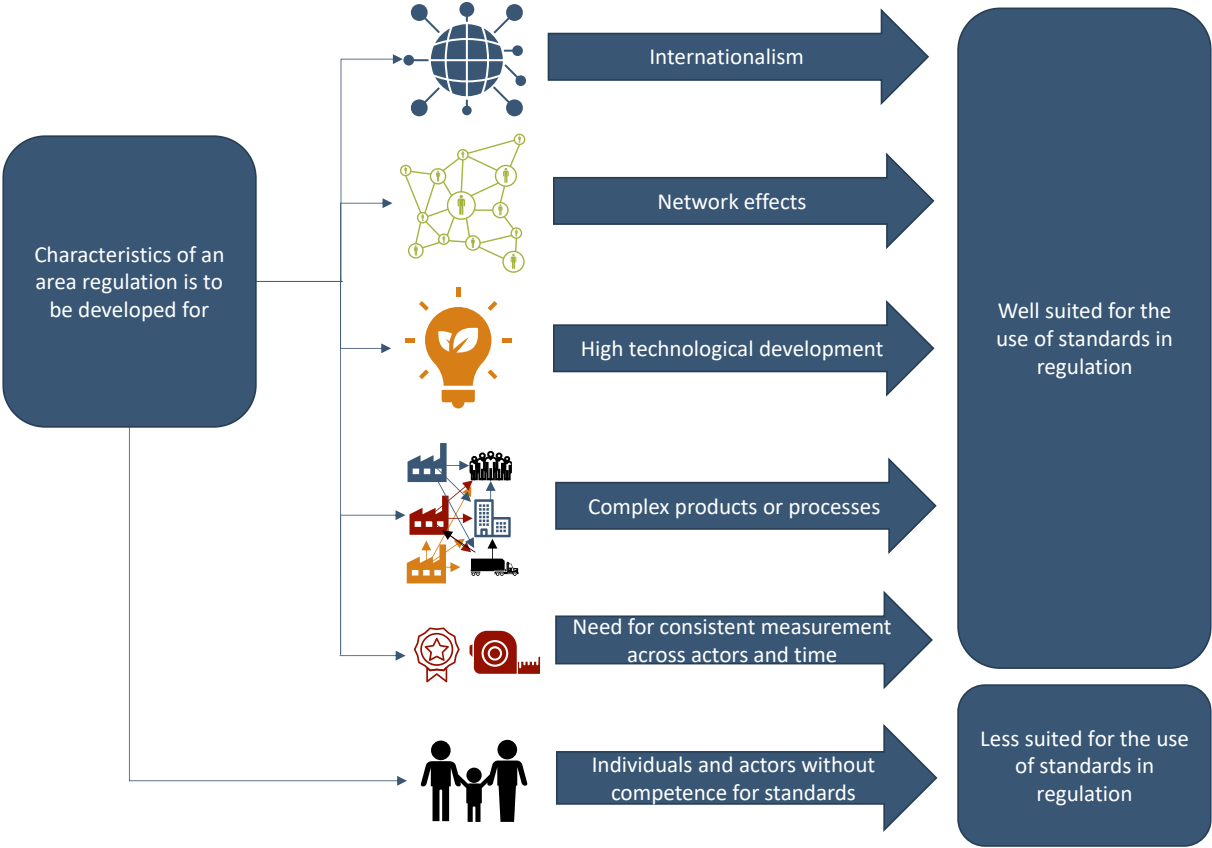 Characteristics of an
area regulation is to
be developed for
Internationalism
Network effects
High technological development
Complex products or processes
Need for consistent measurement
across actors and time
Individuals and actors without
competence for standards
Well suited for the
use of standards in
regulation
Less suited for the use
of standards in
regulation